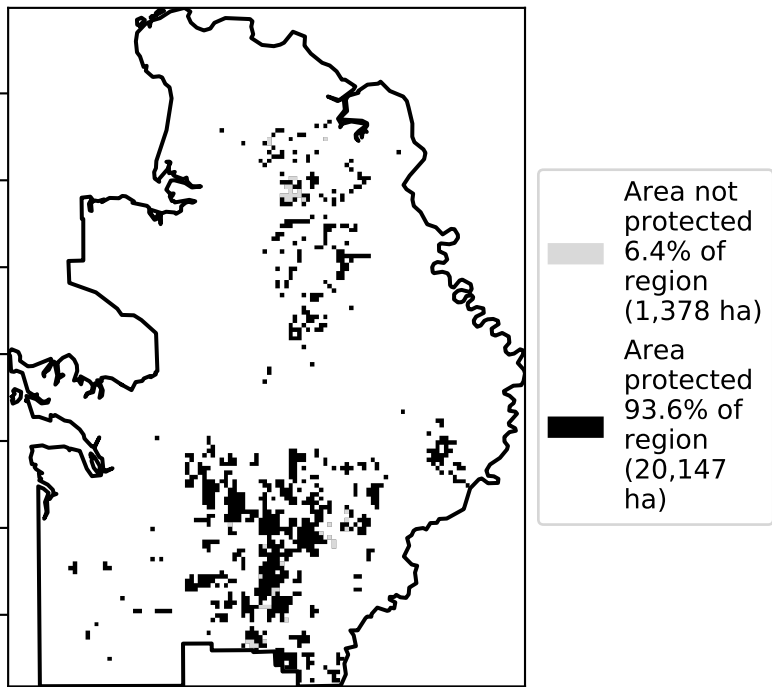 Area not
protected
6.4% of
region
(1,378 ha)
Area
protected
93.6% of
region
(20,147
ha)